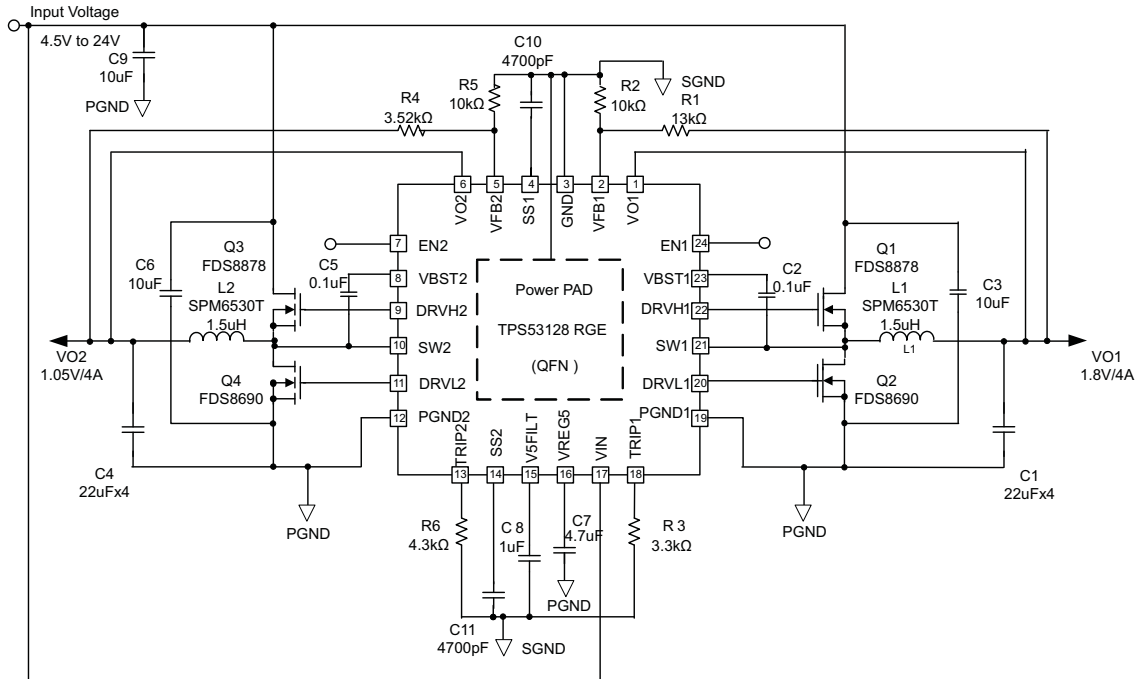 Input Voltage
4.5V to 24V
C9
10uF
PGND
C10
4700pF
SGND
R5
10kΩ
R2
10kΩ
R4
3.52kΩ
R1
13kΩ
6
5
4
3
2
1
VO2
VFB2
SS1
GND
VFB1
VO1
7
EN2
EN1
24
8
VBST2
VBST1
23
9
DRVH2
DRVH1
22
10
SW2
SW1
21
11
DRVL2
DRVL1
20
12
PGND2
PGND1
19
Power PAD
TPS53128 RGE
(QFN )
Q3
FDS8878
C6
10uF
L2
SPM6530T
1.5uH
C5
0.1uF
VO2
1.05V/4A
Q4
FDS8690
C4
22uFx4
PGND
Q1
FDS8878
C2
0.1uF
L1
SPM6530T
1.5uH
L1
C3
10uF
VO1
1.8V/4A
Q2
FDS8690
C1
22uFx4
PGND
TRIP2
SS2
V5FILT
VREG5
VIN
TRIP1
13
14
15
16
17
18
R6
4.3kΩ
C 8
1uF
C7
4.7uF
R 3
3.3kΩ
PGND
C11
4700pF
SGND